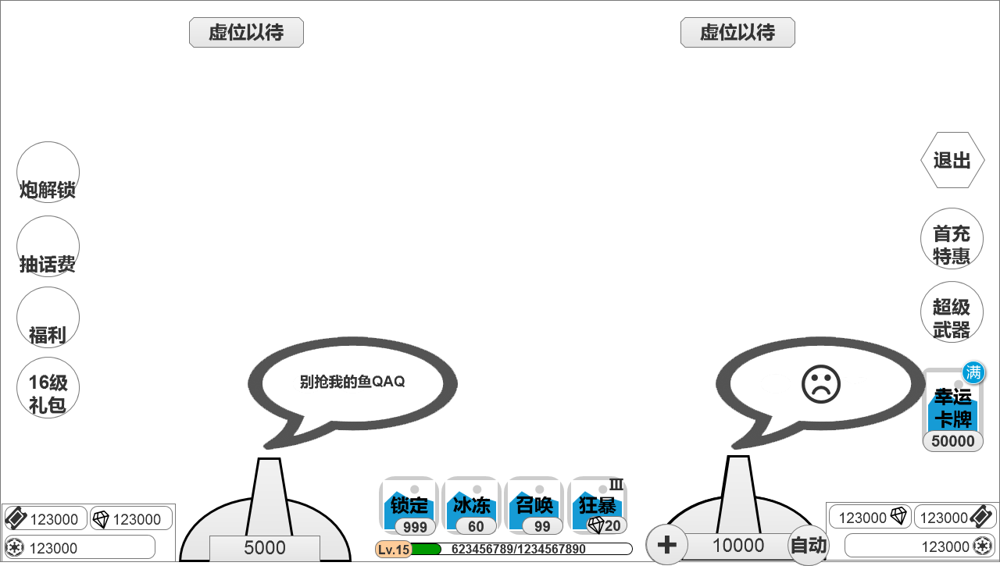 虚位以待
虚位以待
炮解锁
抽话费
福利
16级
礼包
退出
首充
特惠
超级
武器
满
幸运
卡牌
50000
别抢我的鱼QAQ
锁定
999
冰冻
60
召唤
99
III
狂暴
20
Lv.15
623456789/1234567890
123000
123000
123000
5000
10000
自动
123000
123000
123000